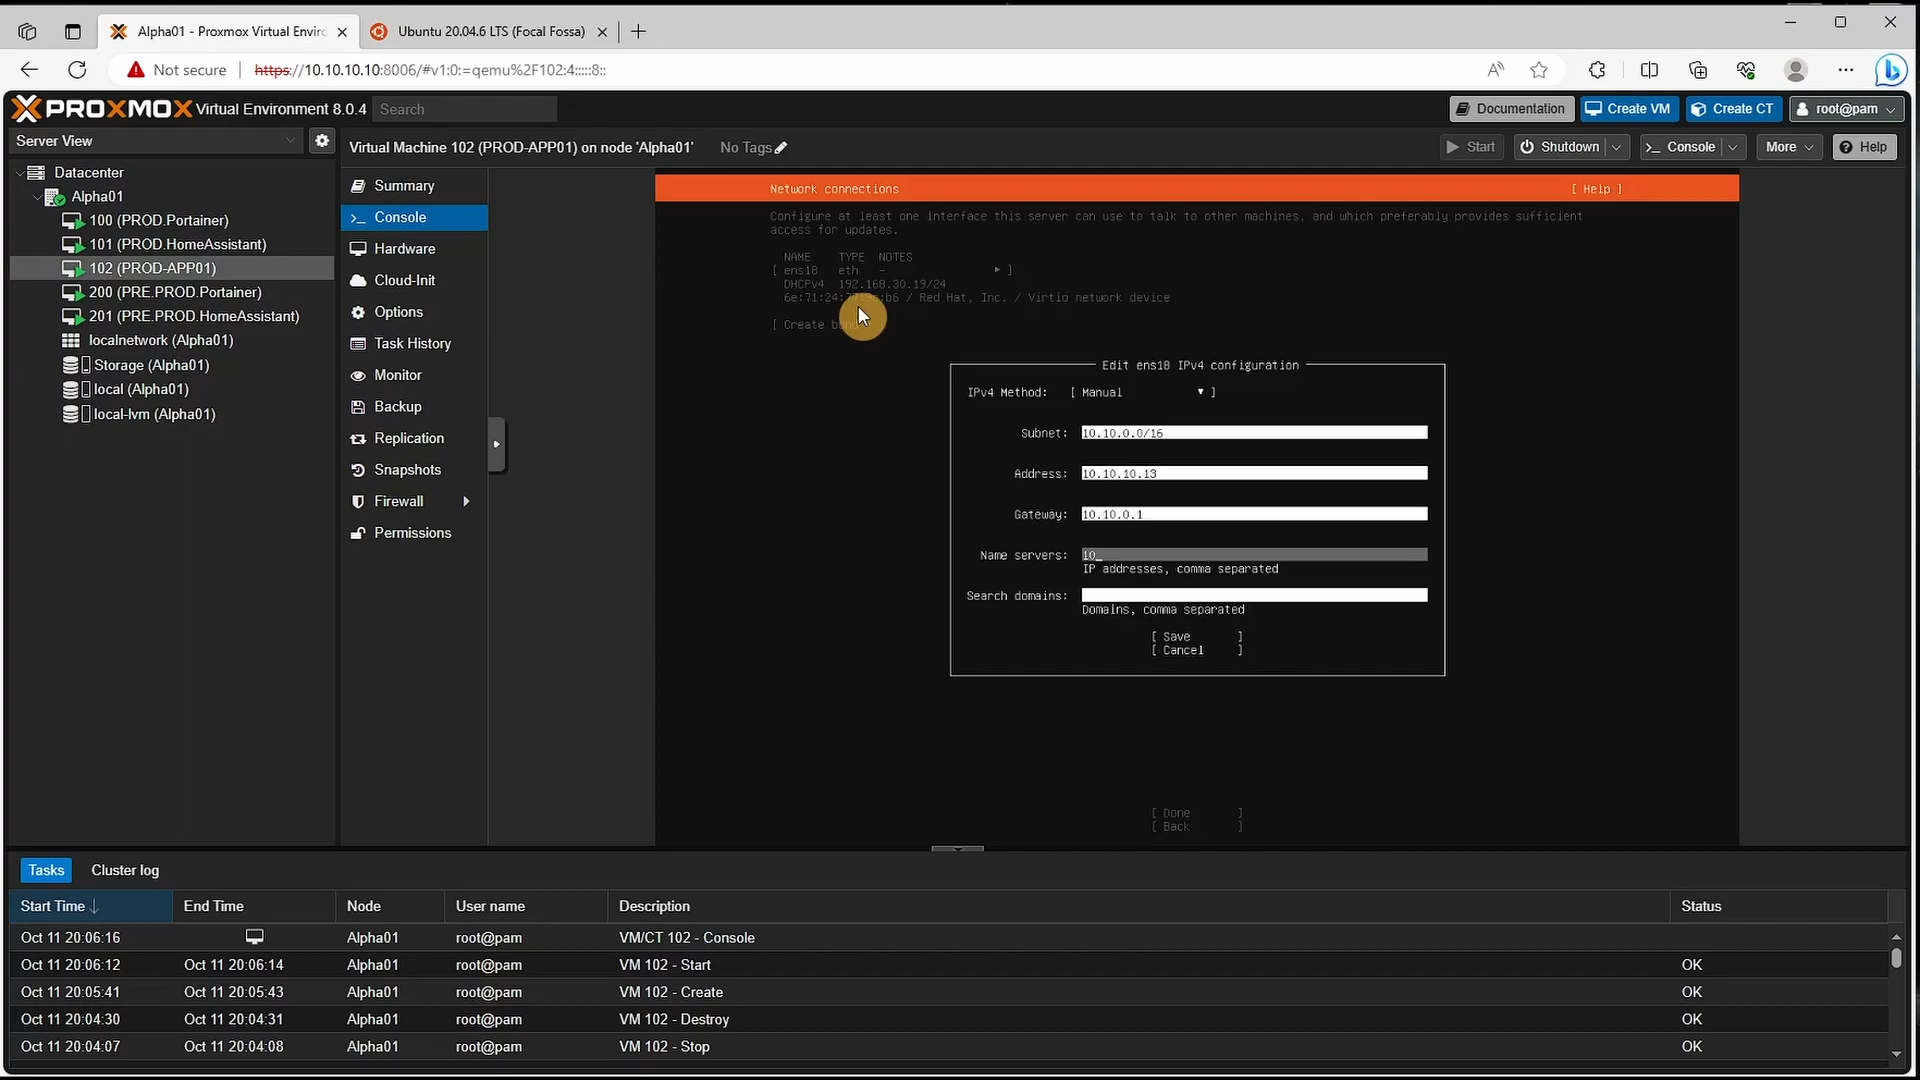 Alpha01 - Proxmox Virtual Enviro
Ubuntu 20.04.6 LTS (Focal Fossa)
Not secure
https://10.10.10.10:8006/#v1:0:=qemu%2F102:4:::::8::
PROXMOX Virtual Environment 8.0.4
Search
Documentation
Create VM
Create CT
root@pam
Server View
Virtual Machine 102 (PROD-APP01) on node 'Alpha01'
No Tags
Start
Shutdown
Console
More
Help
Datacenter
Alpha01
100 (PROD.Portainer)
101 (PROD.HomeAssistant)
102 (PROD-APP01)
200 (PRE.PROD.Portainer)
201 (PRE.PROD.HomeAssistant)
localnetwork (Alpha01)
Storage (Alpha01)
local (Alpha01)
local-lvm (Alpha01)
Summary
Console
Hardware
Cloud-Init
Options
Task History
Monitor
Backup
Replication
Snapshots
Firewall
Permissions
Network connections
[ Help ]
Configure at least one interface this server can use to talk to other machines, and which preferably provides sufficient
access for updates.
NAME TYPE NOTES
[ ens18 eth - ▸ ]
DHCPv4 192.168.30.19/24
/ Red Hat, Inc. / Virtio network device
[ Create
Edit ens18 IPv4 configuration
IPv4 Method: [ Manual ▾ ]
Subnet: 10.10.0.0/16
Address: 10.10.10.13
Gateway: 10.10.0.1
Name servers: 10_
IP addresses, comma separated
Search domains:
Domains, comma separated
[ Save ]
[ Cancel ]
[ Done ]
[ Back ]
Tasks
Cluster log
Start Time End Time Node User name Description Status
Oct 11 20:06:16 Alpha01 root@pam VM/CT 102 - Console
Oct 11 20:06:12 Oct 11 20:06:14 Alpha01 root@pam VM 102 - Start OK
Oct 11 20:05:41 Oct 11 20:05:43 Alpha01 root@pam VM 102 - Create OK
Oct 11 20:04:30 Oct 11 20:04:31 Alpha01 root@pam VM 102 - Destroy OK
Oct 11 20:04:07 Oct 11 20:04:08 Alpha01 root@pam VM 102 - Stop OK